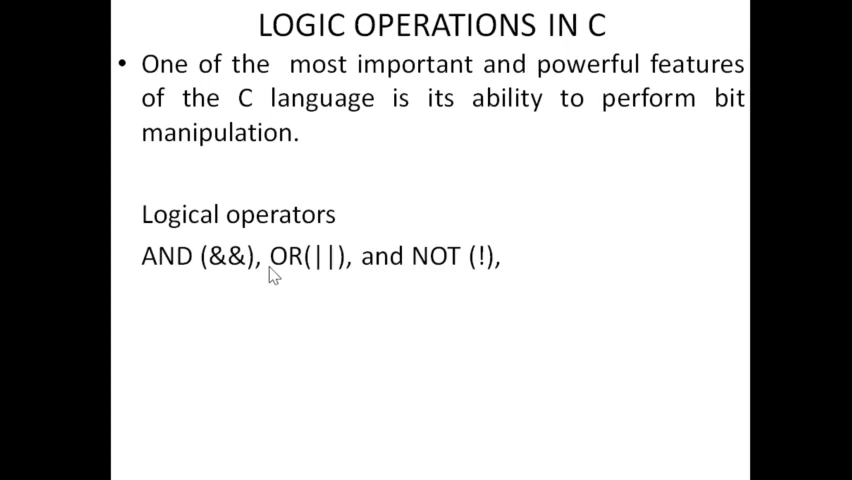 LOGIC OPERATIONS IN C
• One of the most important and powerful features
of the C language is its ability to perform bit
manipulation.
Logical operators
AND (&&), OR(||), and NOT (!),